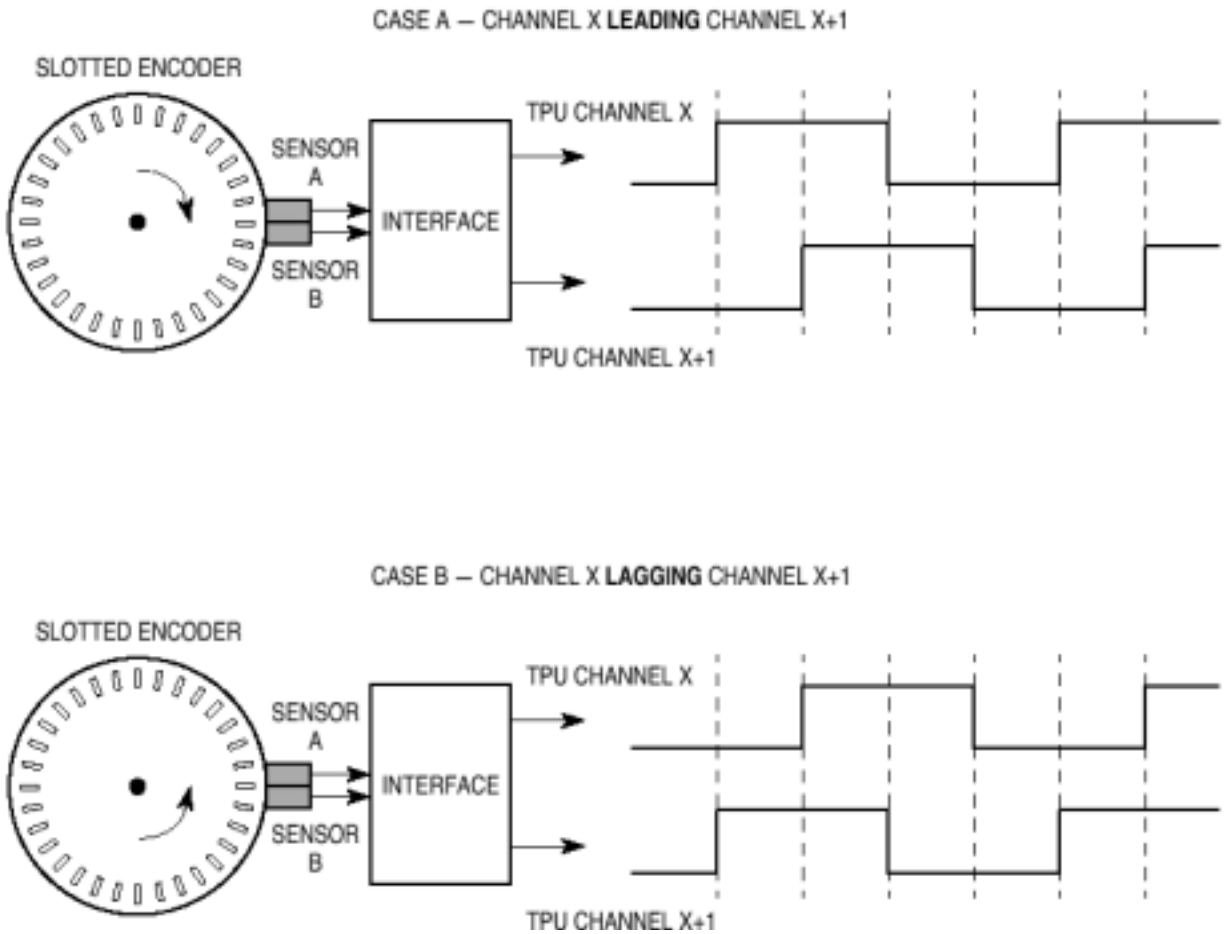 CASE A – CHANNEL X LEADING CHANNEL X+1
SLOTTED ENCODER
TPU CHANNEL X
SENSOR
A
INTERFACE
SENSOR
B
TPU CHANNEL X+1
CASE B – CHANNEL X LAGGING CHANNEL X+1
SLOTTED ENCODER
TPU CHANNEL X
SENSOR
A
INTERFACE
SENSOR
B
TPU CHANNEL X+1